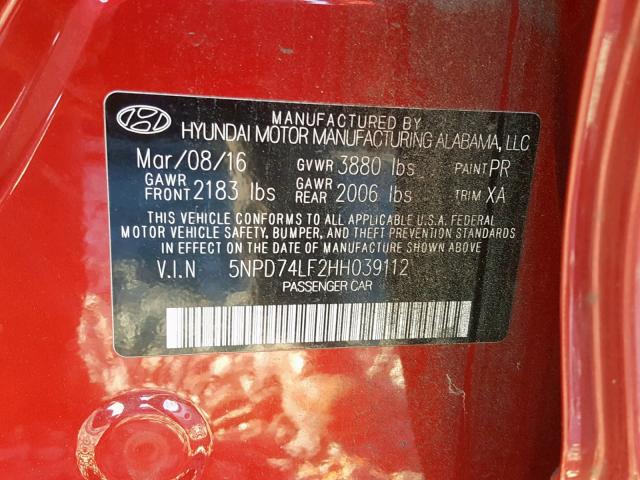 MANUFACTURED BY
HYUNDAI MOTOR MANUFACTURING ALABAMA, LLC
Mar/08/16 GVWR 3880 lbs PAINT PR
GAWR FRONT 2183 lbs GAWR REAR 2006 lbs TRIM XA
THIS VEHICLE CONFORMS TO ALL APPLICABLE U.S.A. FEDERAL
MOTOR VEHICLE SAFETY, BUMPER, AND THEFT PREVENTION STANDARDS
IN EFFECT ON THE DATE OF MANUFACTURE SHOWN ABOVE
V.I.N 5NPD74LF2HH039112
PASSENGER CAR